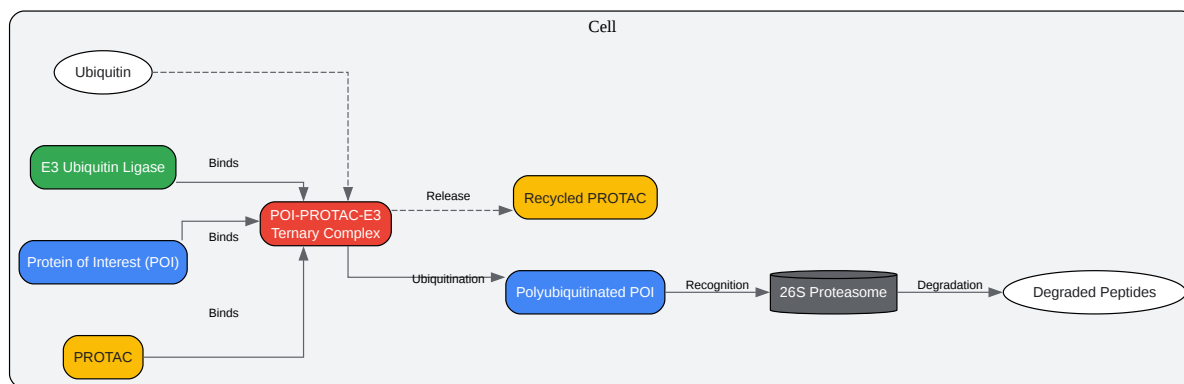 Cell
Ubiquitin
E3 Ubiquitin Ligase
Binds
Protein of Interest (POI)
Binds
PROTAC
Binds
POI-PROTAC-E3
Ternary Complex
Release
Recycled PROTAC
Ubiquitination
Polyubiquitinated POI
Recognition
26S Proteasome
Degradation
Degraded Peptides